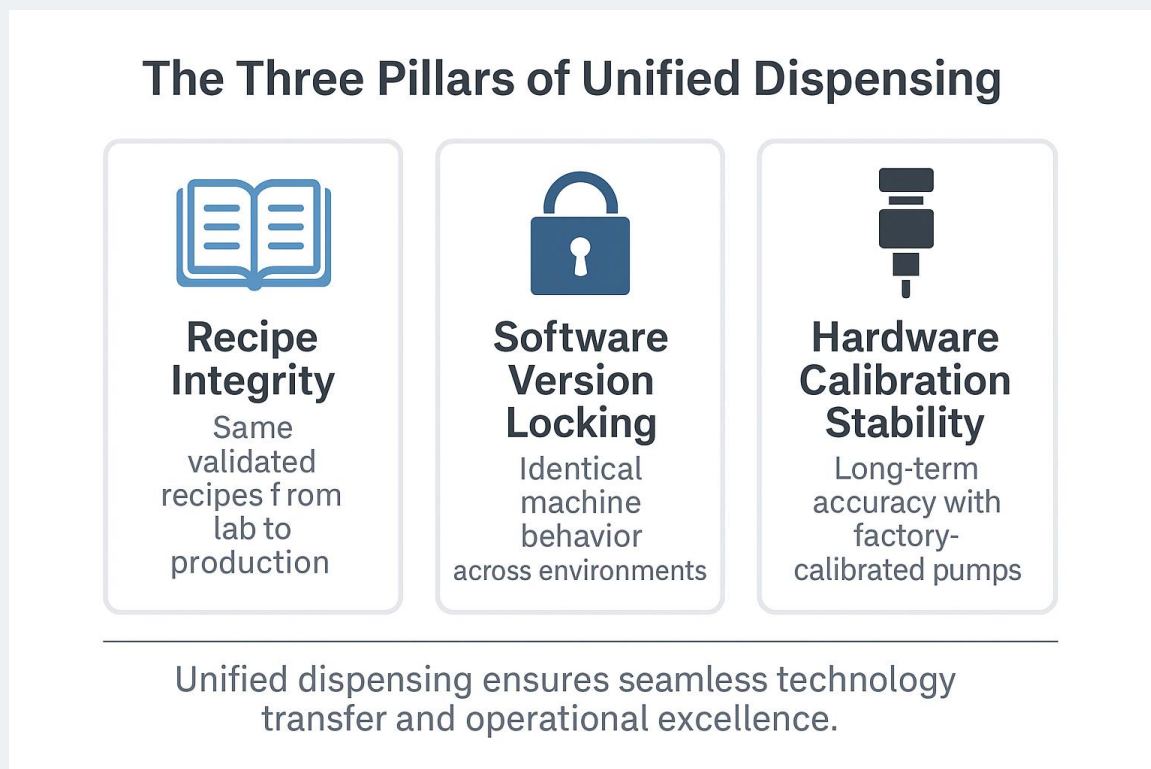 The Three Pillars of Unified Dispensing
Recipe
Integrity
Same
validated
recipes f rom
lab to
production
Software
Version
Locking
Identical
machine
behavior
across environments
Hardware
Calibration
Stability
Long-term
accuracy with
factory-
calibrated pumps
Unified dispensing ensures seamless technology
transfer and operational excellence.